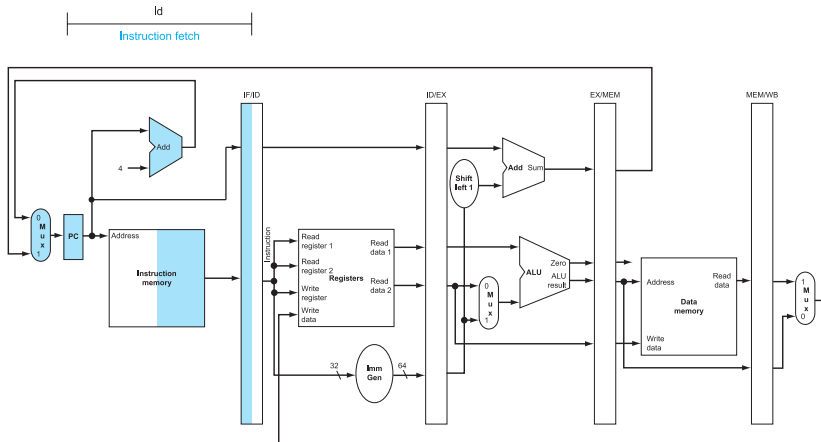 ld
Instruction fetch
IF/ID
ID/EX
EX/MEM
MEM/WB
Add
4
Add Sum
Shift
left 1
0
M
u
x
1
PC
Address
Instruction
memory
Instruction
Read
register 1
Read
register 2
Write
register
Write
data
Registers
Read
data 1
Read
data 2
0
M
u
x
1
Zero
ALU
ALU
result
Address
Write
data
Read
data
Data
memory
1
M
u
x
0
32
Imm
Gen
64